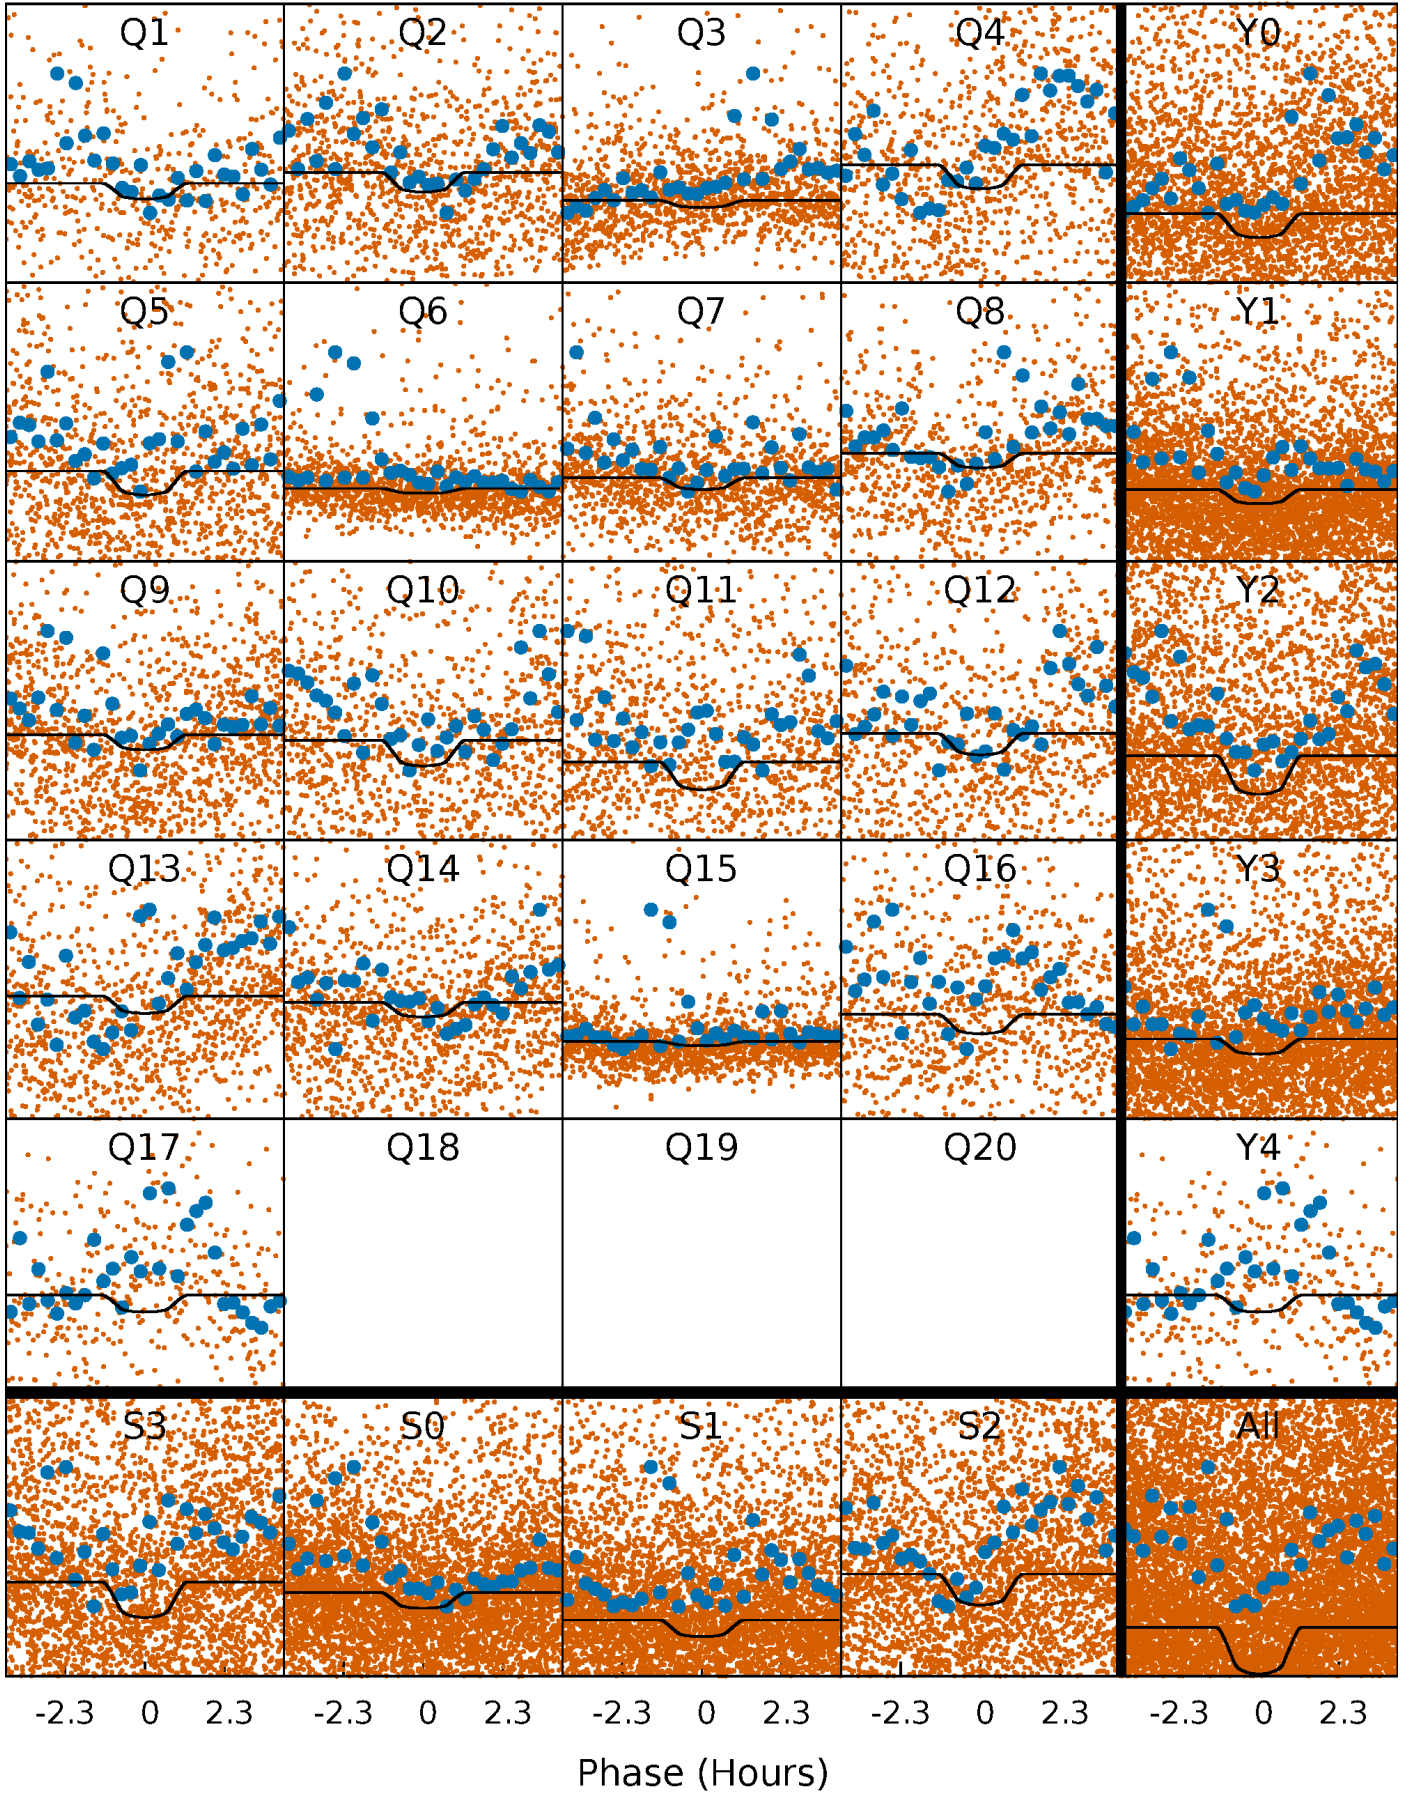 Q1 Q2 Q3 Q4 Y0
Q5 Q6 Q7 Q8 Y1
Q9 Q10 Q11 Q12 Y2
Q13 Q14 Q15 Q16 Y3
Q17 Q18 Q19 Q20 Y4
S3 S0 S1 S2 All
-2.3 0 2.3 -2.3 0 2.3 -2.3 0 2.3 -2.3 0 2.3 -2.3 0 2.3
Phase (Hours)